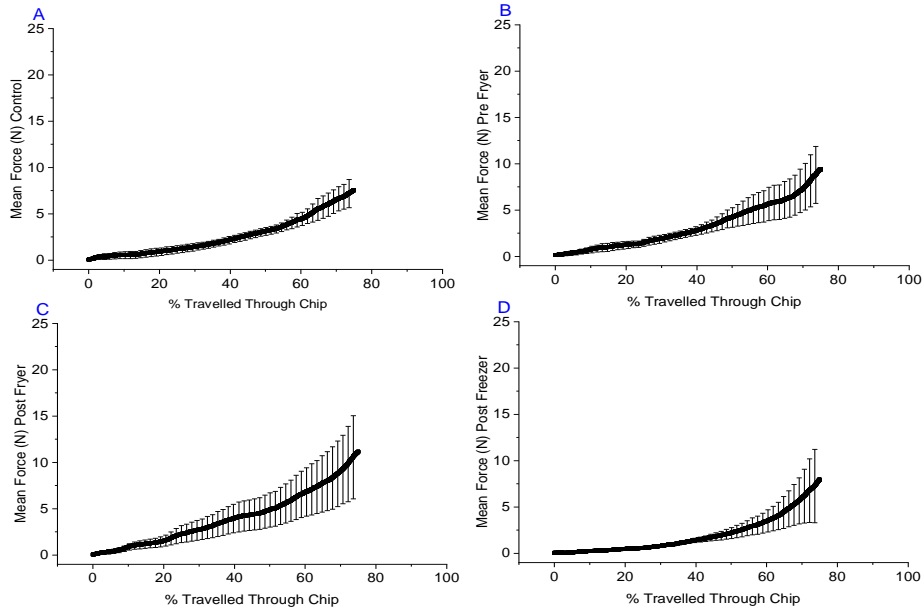 A
25
20
15
10
5
0
Mean Force (N) Control
0 20 40 60 80 100
% Travelled Through Chip
B
25
20
15
10
5
0
Mean Force (N) Pre Fryer
0 20 40 60 80 100
% Travelled Through Chip
C
25
20
15
10
5
0
Mean Force (N) Post Fryer
0 20 40 60 80 100
% Travelled Through Chip
D
25
20
15
10
5
0
Mean Force (N) Post Freezer
0 20 40 60 80 100
% Travelled Through Chip